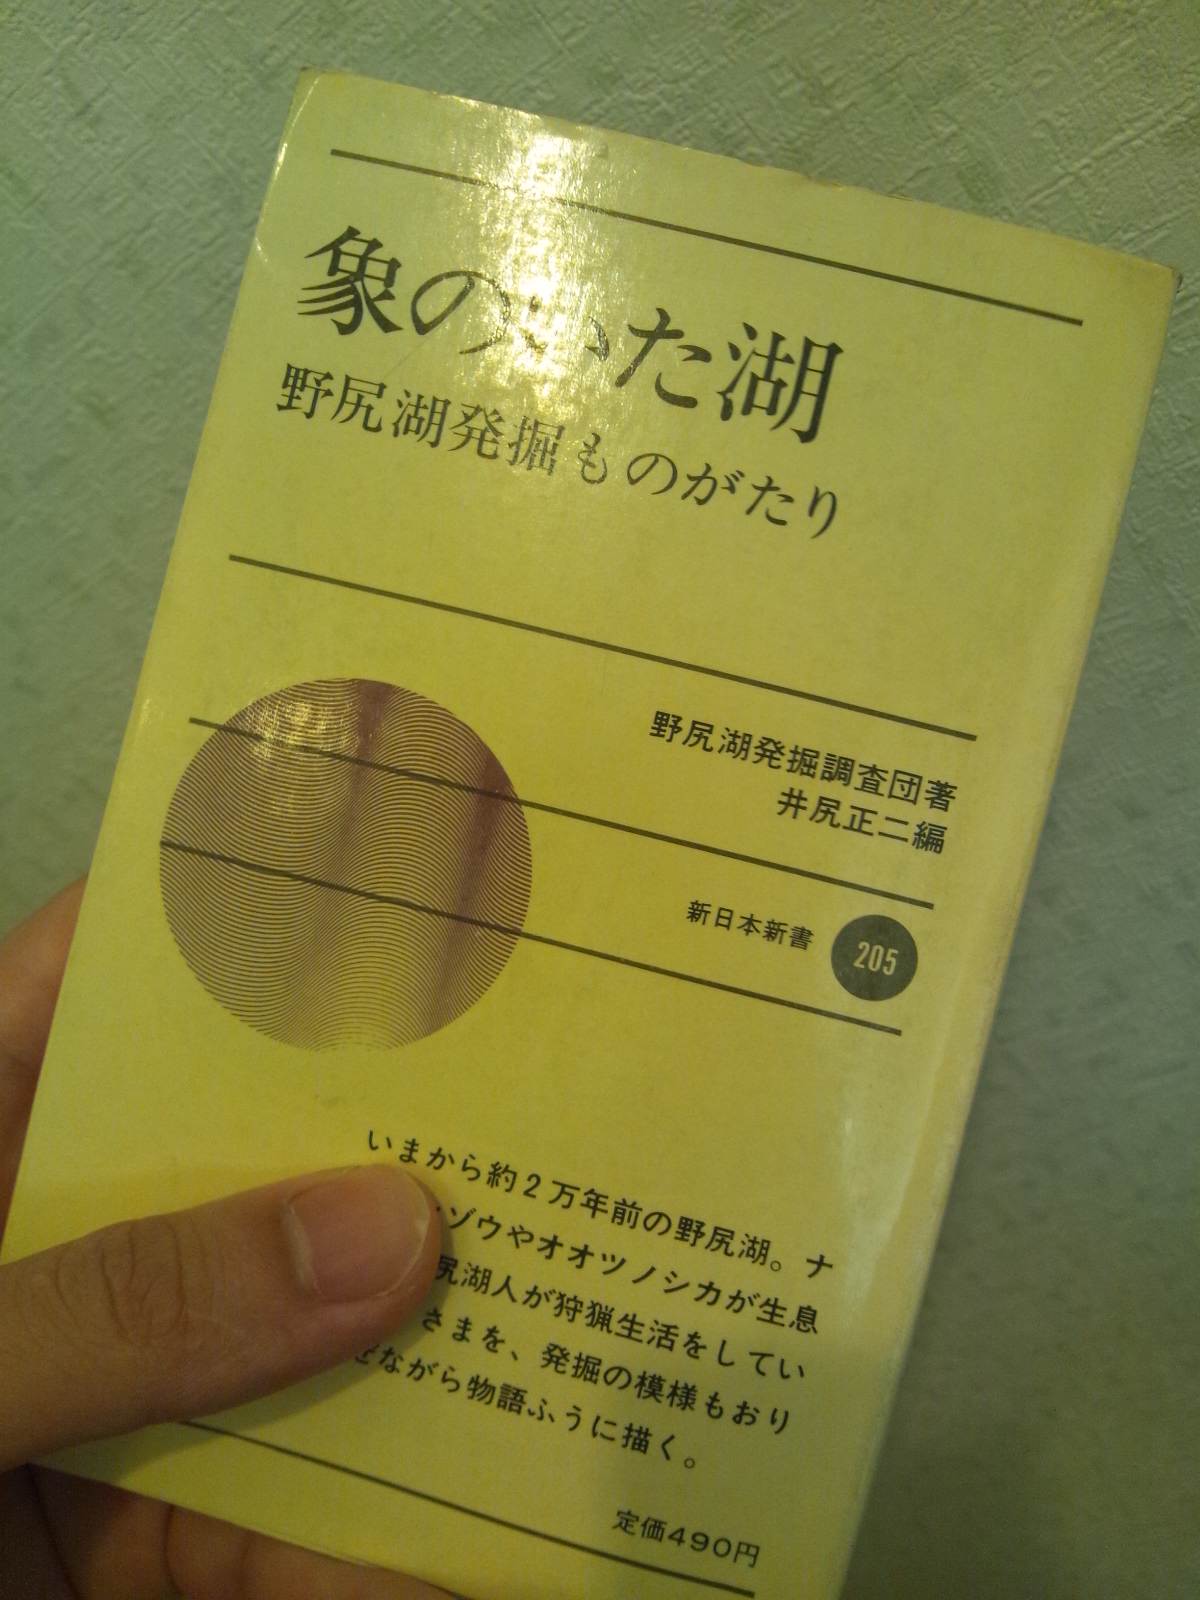 象のいた湖
野尻湖発掘ものがたり
野尻湖発掘調査団著
井尻正二編
新日本新書
205
いまから約2万年前の野尻湖。ナ
ゾウやオオツノシカが生息
尻湖人が狩猟生活をしてい
さまを、発掘の模様もおり
ながら物語ふうに描く。
定価490円